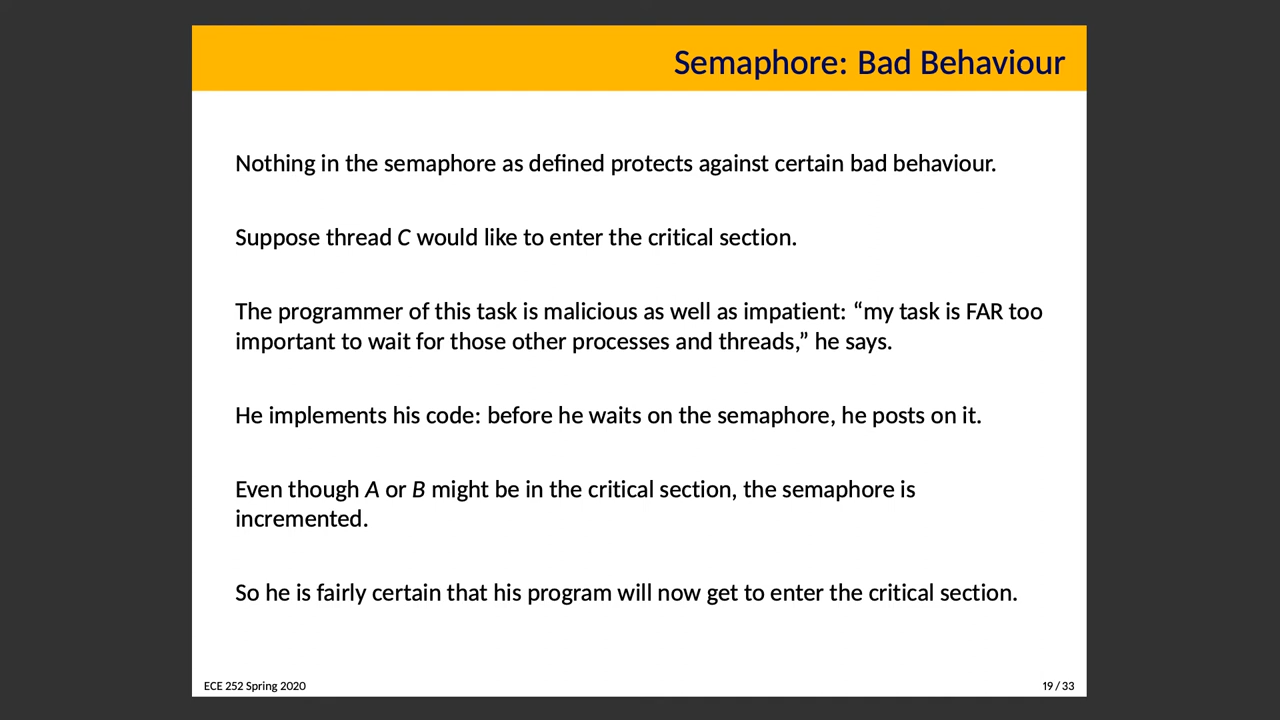 Semaphore: Bad Behaviour
Nothing in the semaphore as defined protects against certain bad behaviour.
Suppose thread C would like to enter the critical section.
The programmer of this task is malicious as well as impatient: “my task is FAR too
important to wait for those other processes and threads,” he says.
He implements his code: before he waits on the semaphore, he posts on it.
Even though A or B might be in the critical section, the semaphore is
incremented.
So he is fairly certain that his program will now get to enter the critical section.
ECE 252 Spring 2020
19 / 33